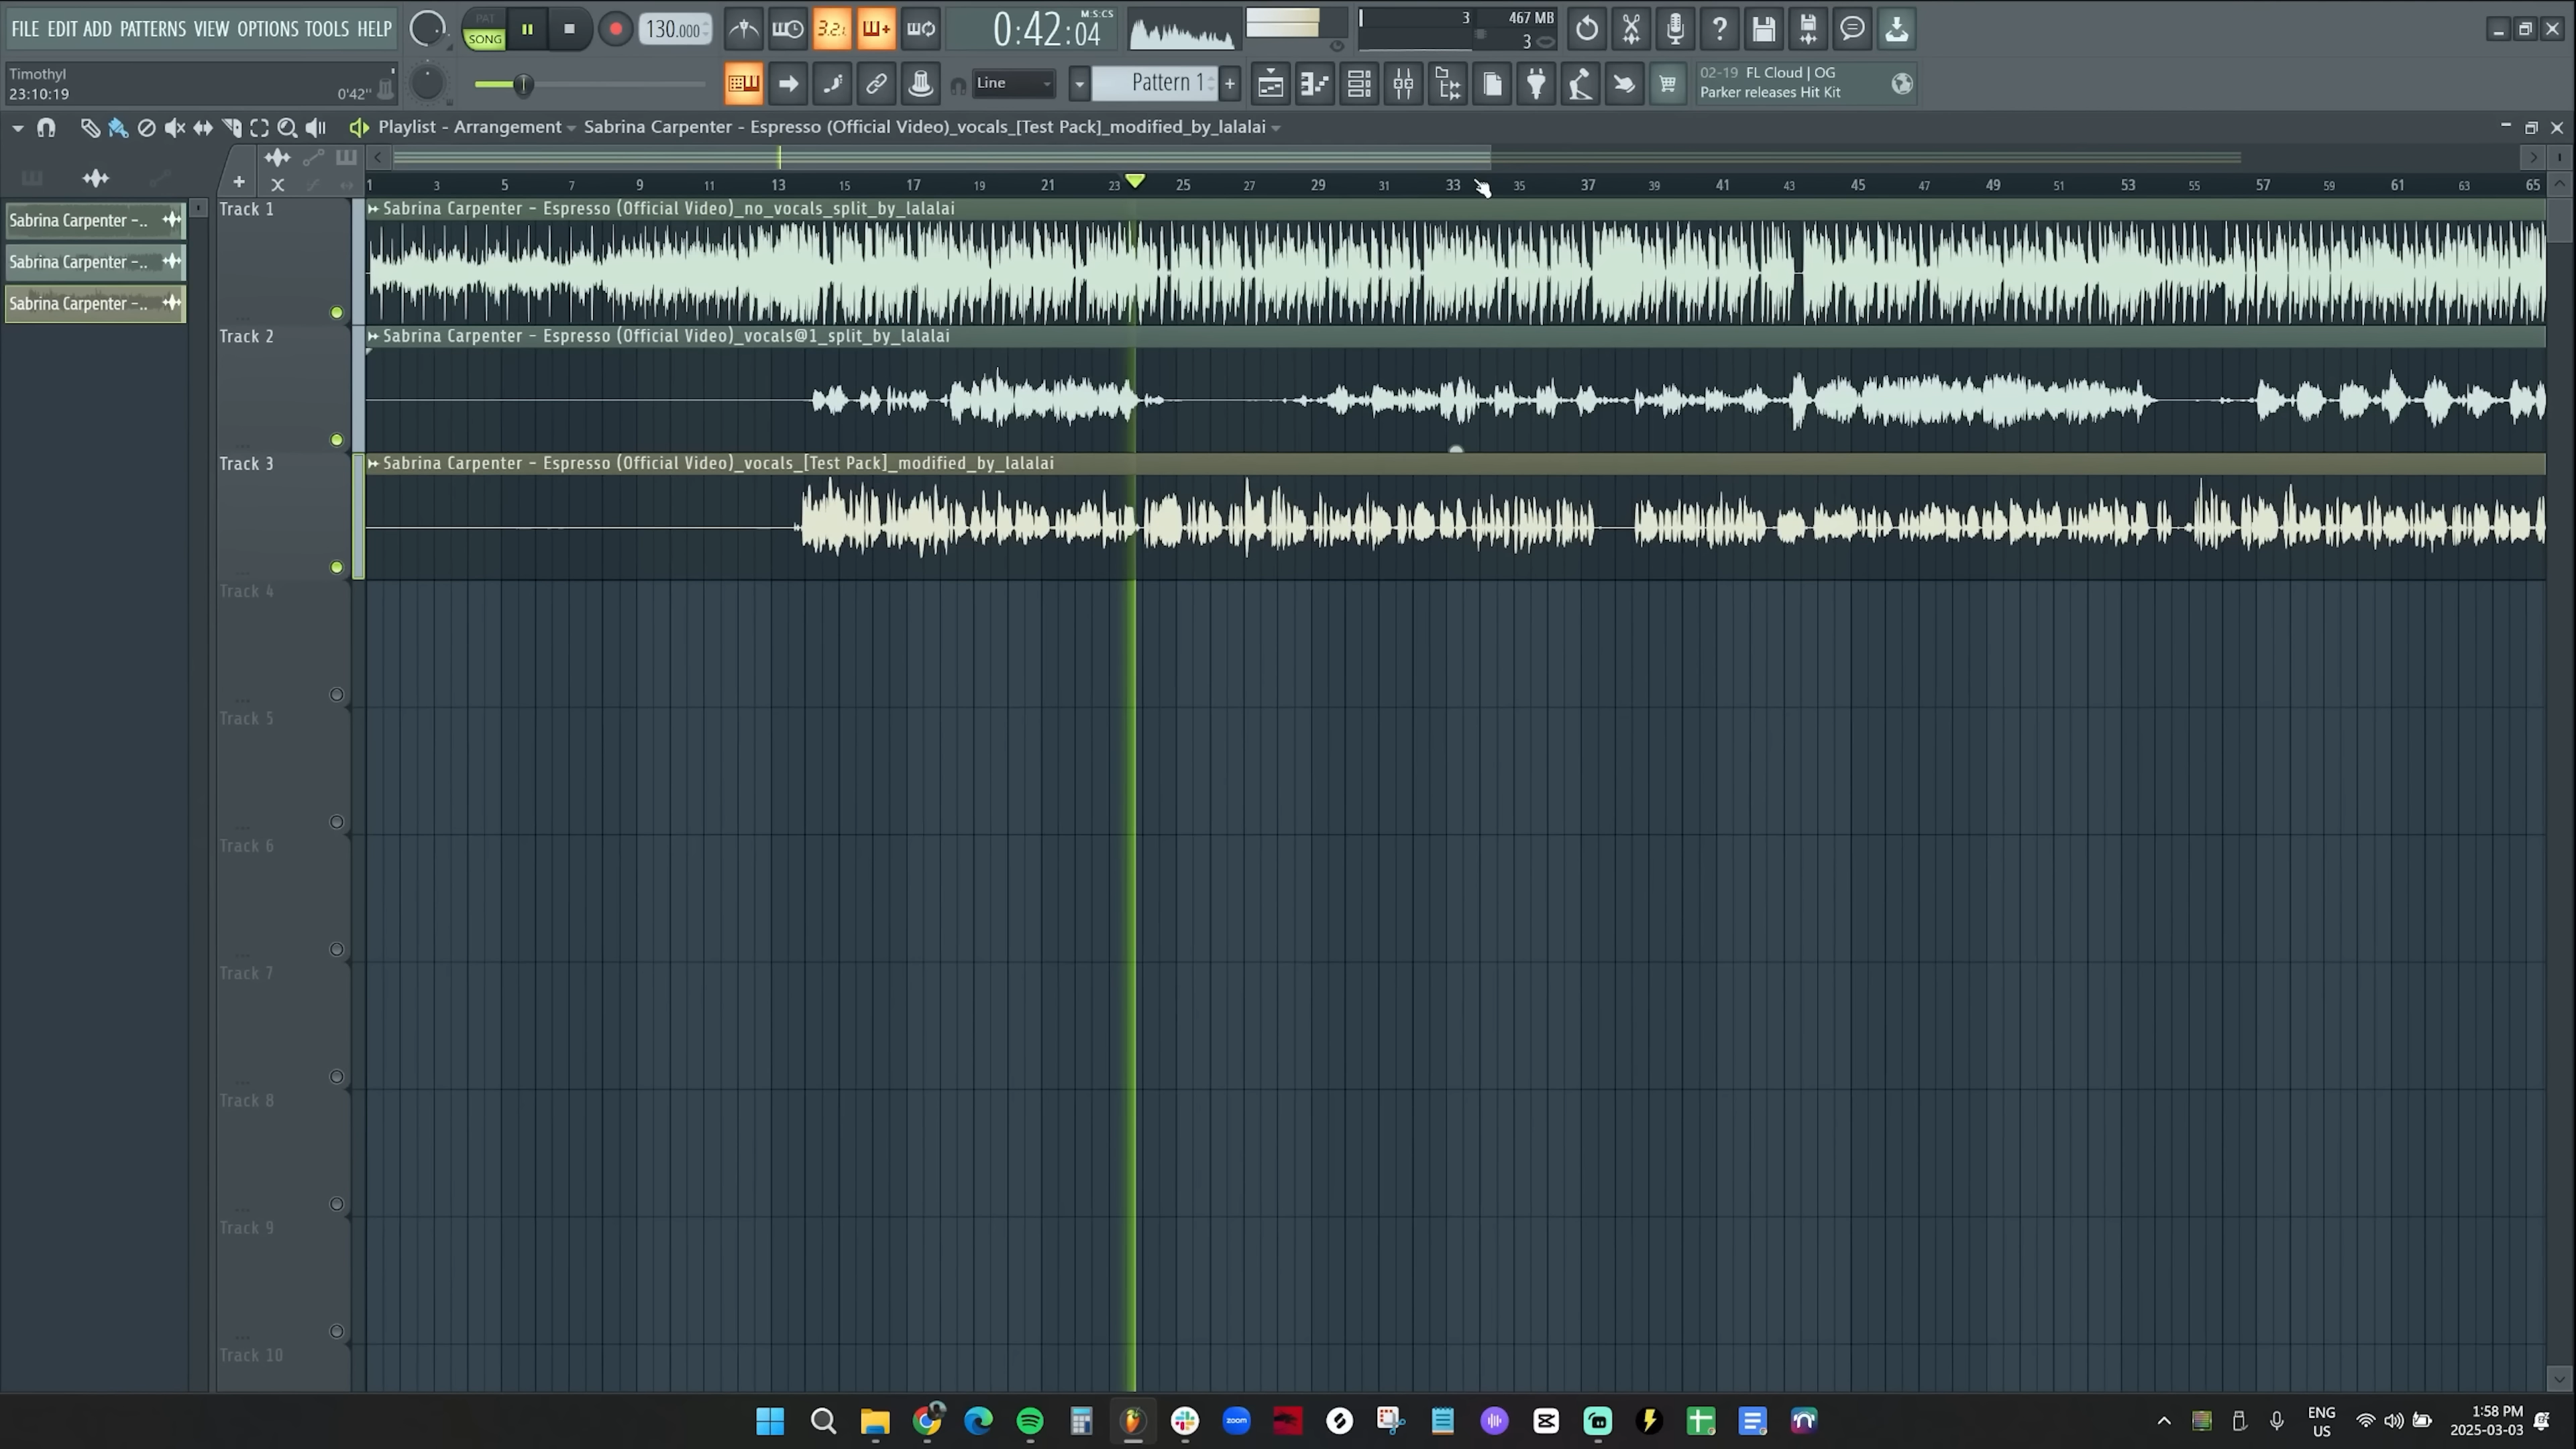 FILE EDIT ADD PATTERNS VIEW OPTIONS TOOLS HELP
PAT
SONG
130.000
3.2.
0:42:04
M:S:CS
3
467 MB
3
Timothyl
23:10:19
0'42''
Line
Pattern 1
02-19 FL Cloud | OG
Parker releases Hit Kit
Playlist - Arrangement
Sabrina Carpenter - Espresso (Official Video)_vocals_[Test Pack]_modified_by_lalalai
1 3 5 7 9 11 13 15 17 19 21 23 25 27 29 31 33 35 37 39 41 43 45 47 49 51 53 55 57 59 61 63 65
Sabrina Carpenter -..
Sabrina Carpenter -..
Sabrina Carpenter -..
Track 1
Sabrina Carpenter - Espresso (Official Video)_no_vocals_split_by_lalalai
Track 2
Sabrina Carpenter - Espresso (Official Video)_vocals@1_split_by_lalalai
Track 3
Sabrina Carpenter - Espresso (Official Video)_vocals_[Test Pack]_modified_by_lalalai
Track 4
Track 5
Track 6
Track 7
Track 8
Track 9
Track 10
zoom
ENG
US
1:58 PM
2025-03-03